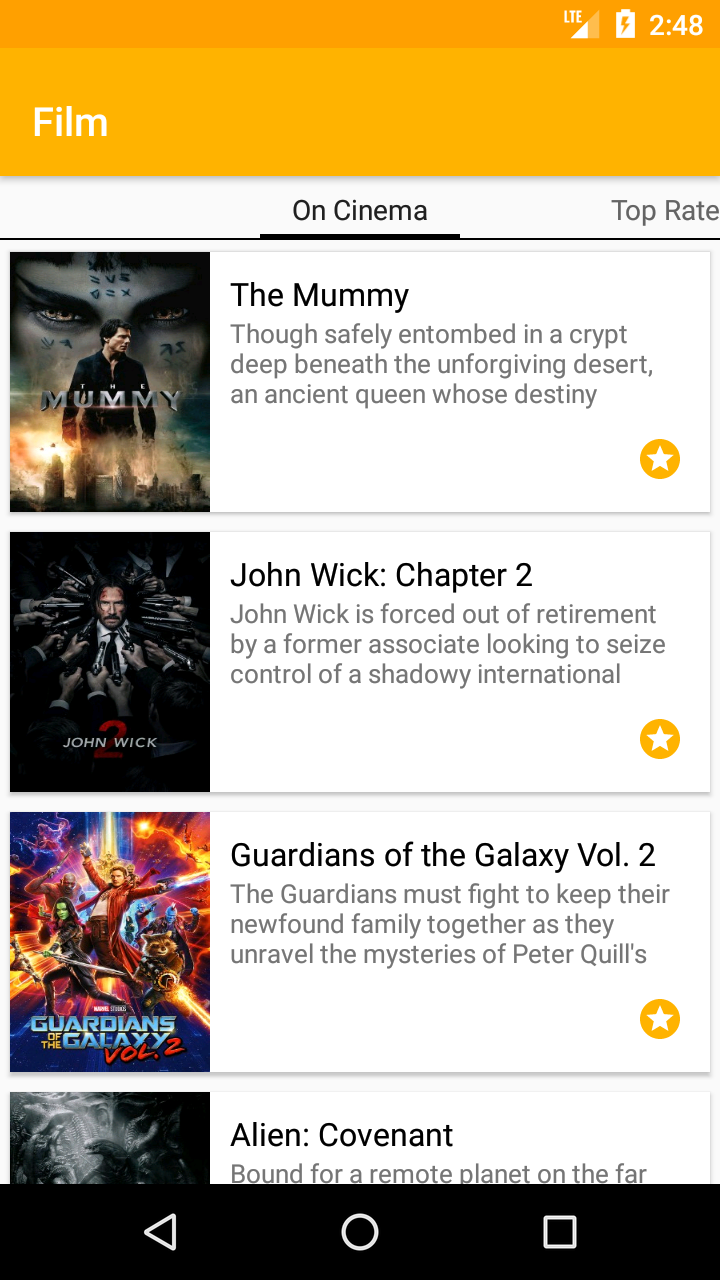 LTE
2:48
Film
On Cinema
Top Rate
The Mummy
Though safely entombed in a crypt
deep beneath the unforgiving desert,
an ancient queen whose destiny
THE
MUMMY
John Wick: Chapter 2
John Wick is forced out of retirement
by a former associate looking to seize
control of a shadowy international
2
JOHN WICK
Guardians of the Galaxy Vol. 2
The Guardians must fight to keep their
newfound family together as they
unravel the mysteries of Peter Quill's
MARVEL STUDIOS
GUARDIANS
OF THE GALAXY
VOL. 2
Alien: Covenant
Bound for a remote planet on the far